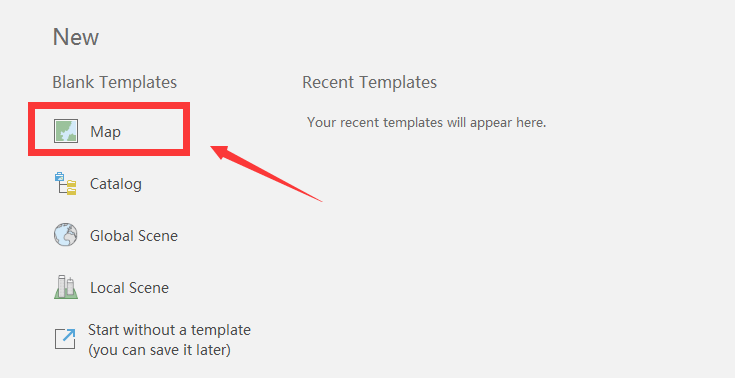 New
Blank Templates
Recent Templates
Map
Your recent templates will appear here.
Catalog
Global Scene
Local Scene
Start without a template
(you can save it later)